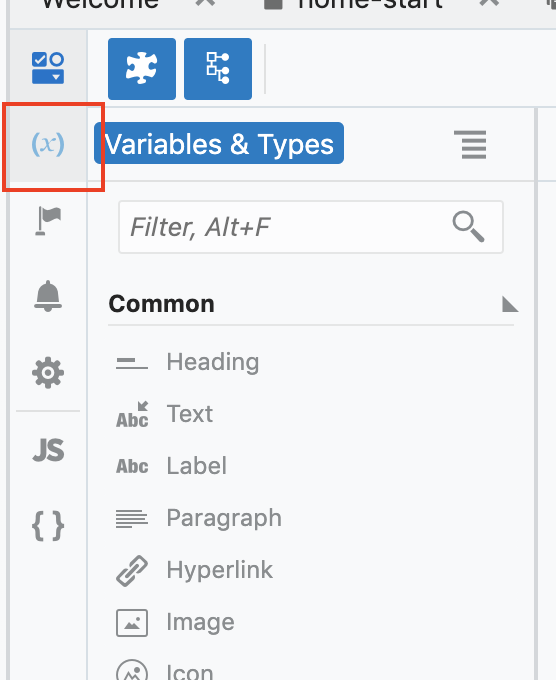 Welcome
home-start
(x)
Variables & Types
Filter, Alt+F
Common
Heading
Abc Text
Abc Label
Paragraph
Hyperlink
Image
Icon
JS
{ }